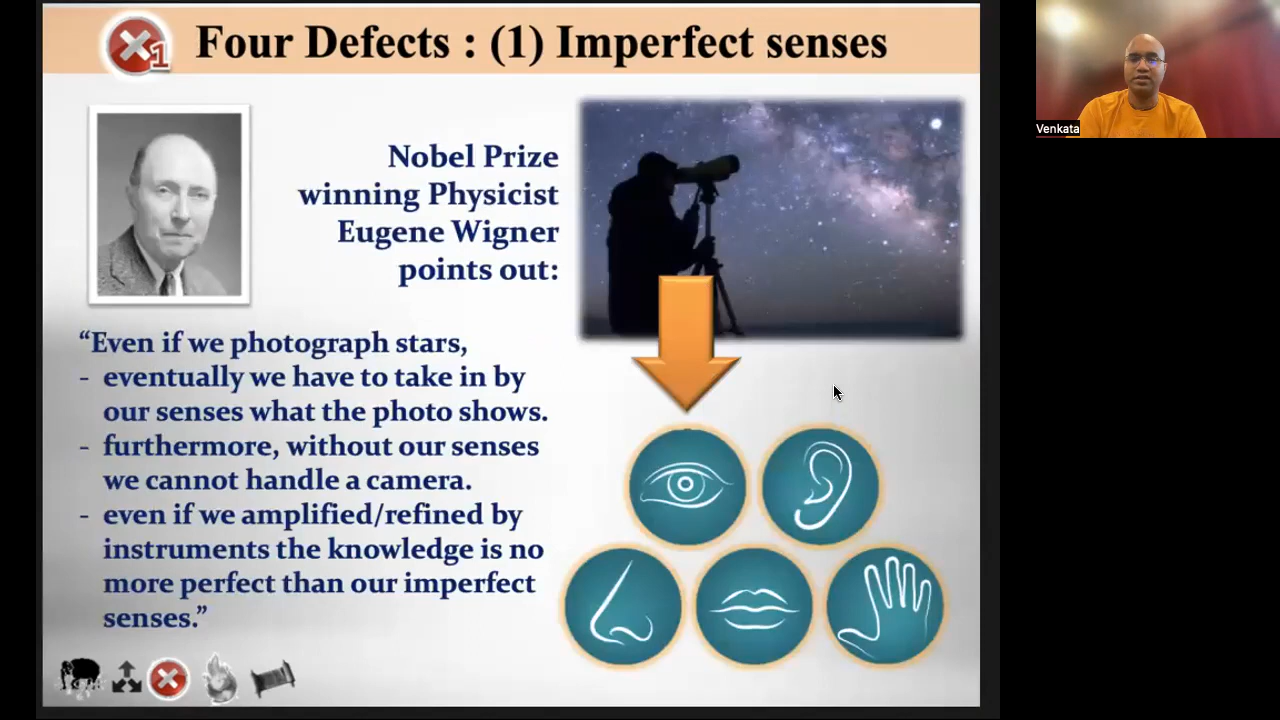 1
Four Defects : (1) Imperfect senses
Nobel Prize
winning Physicist
Eugene Wigner
points out:
“Even if we photograph stars,
- eventually we have to take in by
our senses what the photo shows.
- furthermore, without our senses
we cannot handle a camera.
- even if we amplified/refined by
instruments the knowledge is no
more perfect than our imperfect
senses.”
Venkata